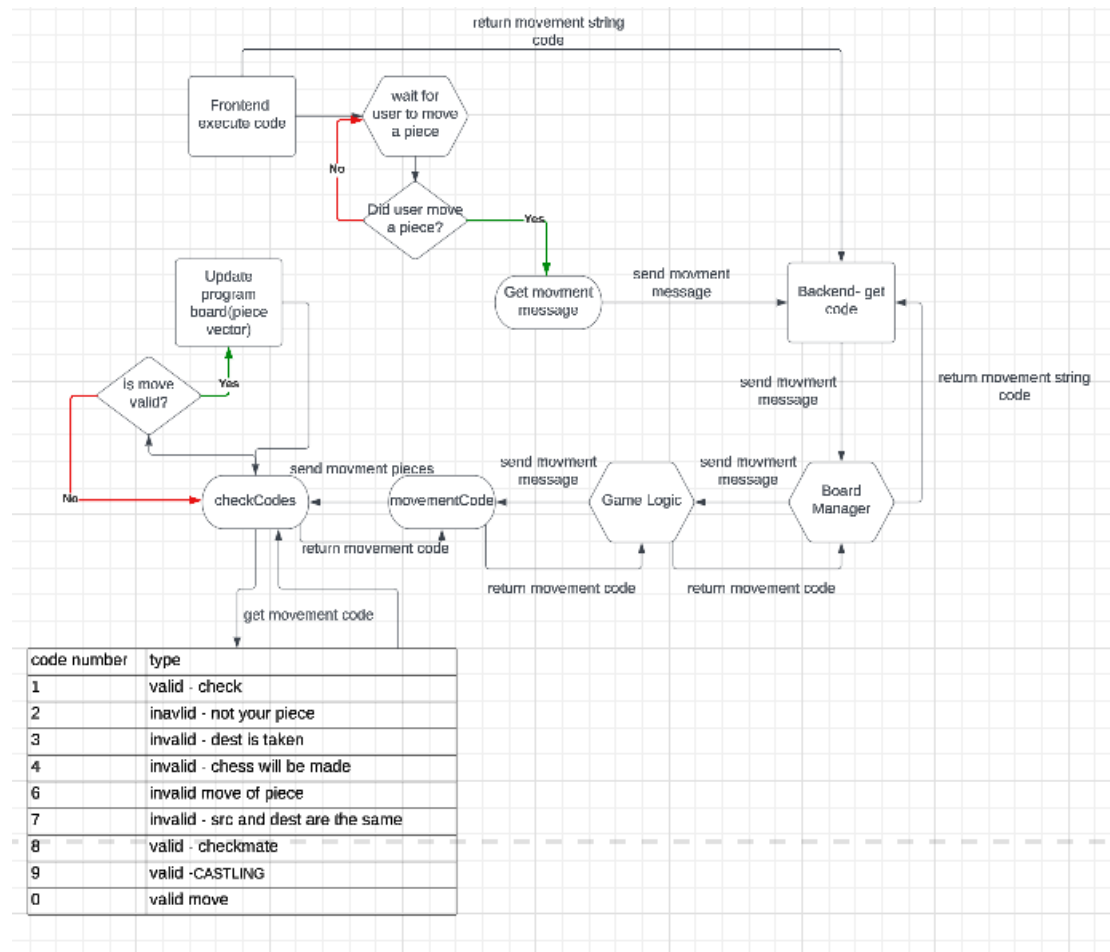 return movement string
code
Frontend
execute code
wait for
user to move
a piece
No
Did user move
a piece?
Yes
Update
program
board(piece
vector)
Get movment
message
send movment
message
Backend- get
code
is move
valid?
Yes
send movment
message
return movement string
code
No
send movment pieces
checkCodes
movementCode
send movment
message
Game Logic
send movment
message
Board
Manager
return movement code
return movement code
return movement code
get movement code
code number type
1 valid - check
2 inavlid - not your piece
3 invalid - dest is taken
4 invalid - chess will be made
6 invalid move of piece
7 invalid - src and dest are the same
8 valid - checkmate
9 valid -CASTLING
0 valid move